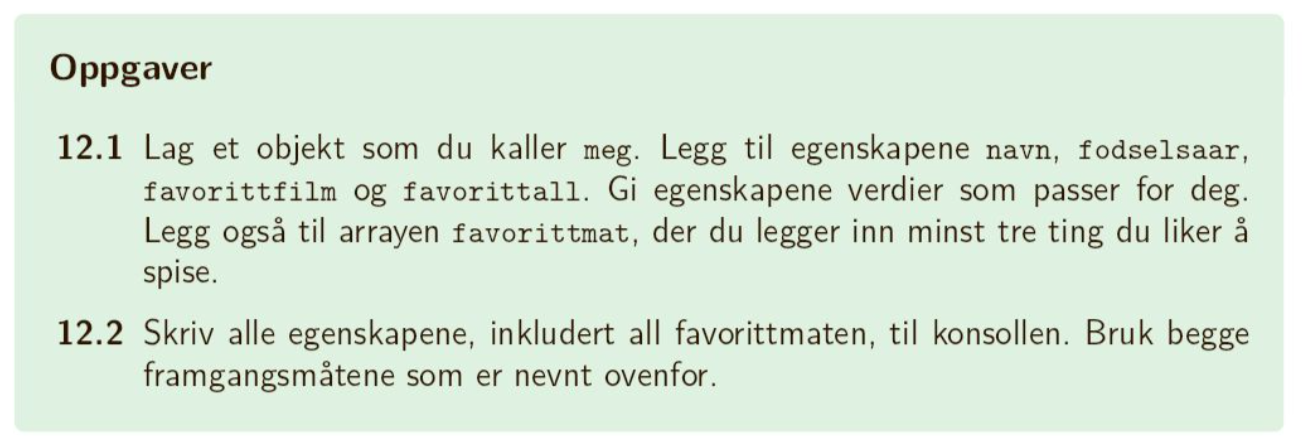 Oppgaver
12.1 Lag et objekt som du kaller meg. Legg til egenskapene navn, fodselsaar,
favorittfilm og favorittall. Gi egenskapene verdier som passer for deg.
Legg også til arrayen favorittmat, der du legger inn minst tre ting du liker å
spise.
12.2 Skriv alle egenskapene, inkludert all favorittmaten, til konsollen. Bruk begge
framgangsmåtene som er nevnt ovenfor.